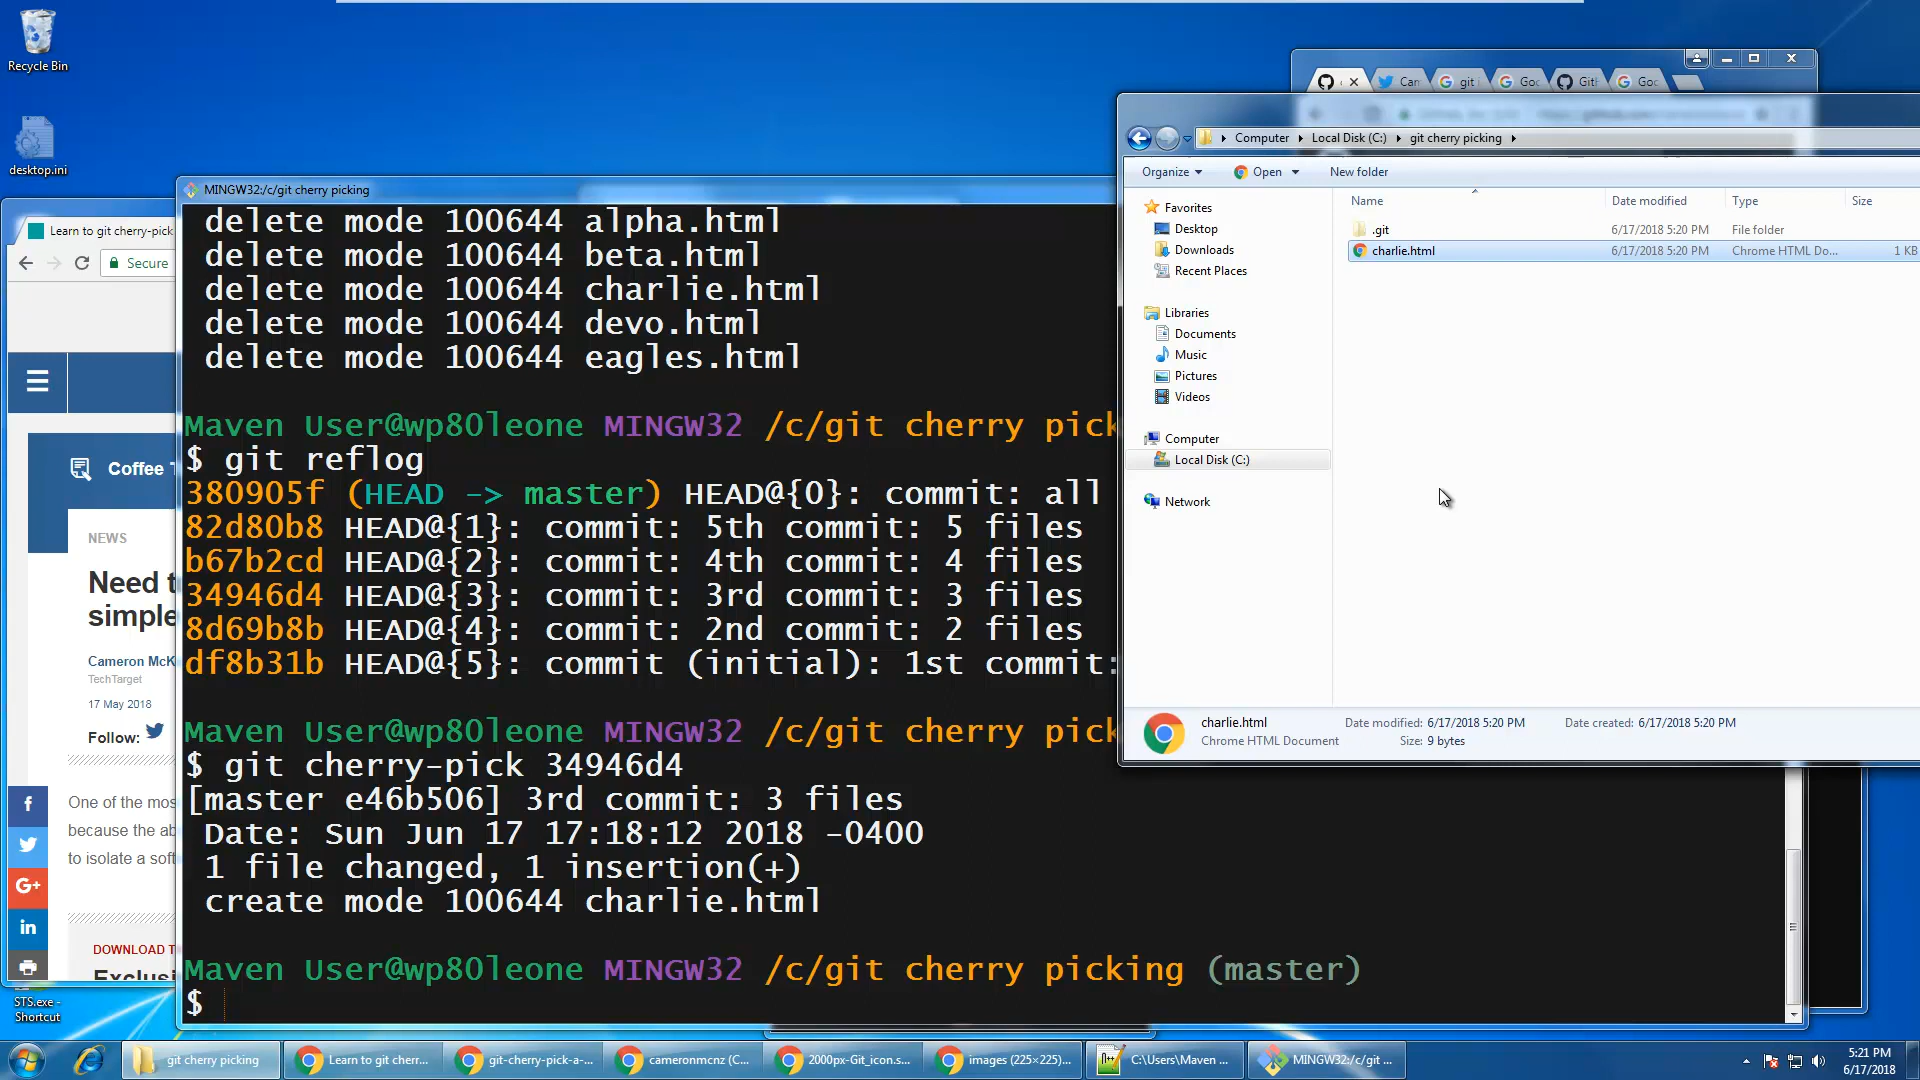 Recycle Bin
desktop.ini
Learn to git cherry-pick
Secure
Coffee T
NEWS
Need t
simple
Cameron McK
TechTarget
17 May 2018
Follow:
One of the mos
because the ab
to isolate a soft
DOWNLOAD T
Exclusi
STS.exe -
Shortcut
MINGW32:/c/git cherry picking
delete mode 100644 alpha.html
delete mode 100644 beta.html
delete mode 100644 charlie.html
delete mode 100644 devo.html
delete mode 100644 eagles.html
Maven User@wp80leone MINGW32 /c/git cherry pick
$ git reflog
380905f (HEAD -> master) HEAD@{0}: commit: all
82d80b8 HEAD@{1}: commit: 5th commit: 5 files
b67b2cd HEAD@{2}: commit: 4th commit: 4 files
34946d4 HEAD@{3}: commit: 3rd commit: 3 files
8d69b8b HEAD@{4}: commit: 2nd commit: 2 files
df8b31b HEAD@{5}: commit (initial): 1st commit:
Maven User@wp80leone MINGW32 /c/git cherry pick
$ git cherry-pick 34946d4
[master e46b506] 3rd commit: 3 files
Date: Sun Jun 17 17:18:12 2018 -0400
1 file changed, 1 insertion(+)
create mode 100644 charlie.html
Maven User@wp80leone MINGW32 /c/git cherry picking (master)
$
Can
git i
Goo
Git
Goo
Computer Local Disk (C:) git cherry picking
Organize Open New folder
Name Date modified Type Size
.git 6/17/2018 5:20 PM File folder
charlie.html 6/17/2018 5:20 PM Chrome HTML Do... 1 KB
Favorites
Desktop
Downloads
Recent Places
Libraries
Documents
Music
Pictures
Videos
Computer
Local Disk (C:)
Network
charlie.html Date modified: 6/17/2018 5:20 PM Date created: 6/17/2018 5:20 PM
Chrome HTML Document Size: 9 bytes
git cherry picking
Learn to git cherr...
git-cherry-pick-a-...
cameronmcnz (C...
2000px-Git_icon.s...
images (225×225)...
C:\Users\Maven ...
MINGW32:/c/git ...
5:21 PM
6/17/2018